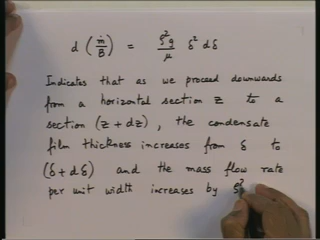 d (ṁ/B) = ρ²g/μ δ² dδ
Indicates that as we proceed downwards
from a horizontal section z to a
section (z + dz), the condensate
film thickness increases from δ to
(δ + dδ) and the mass flow rate
per unit width increases by ρ²